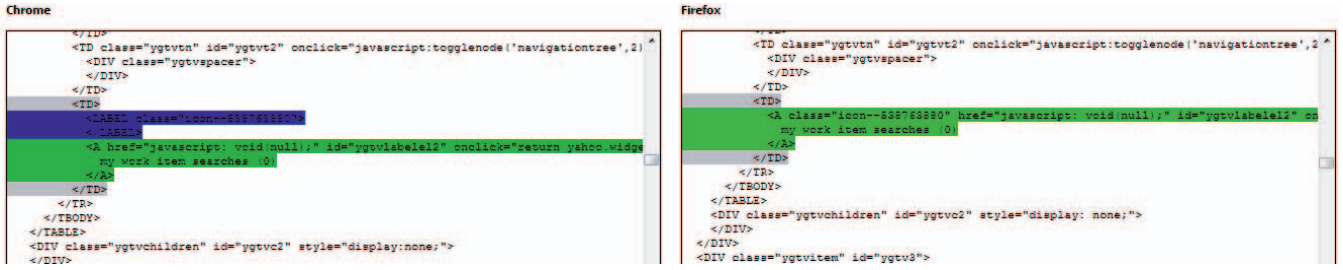 Chrome
</TD>
<TD class="ygtvtn" id="ygtvt2" onclick="javascript:togglenode('navigationtree',2)
<DIV class="ygtvspacer">
</DIV>
</TD>
<TD>
<LABEL class="icon--538763881">
</LABEL>
<A href="javascript: void(null);" id="ygtvlabelel2" onclick="return yahoo.widge
my work item searches (0)
</A>
</TD>
</TR>
</TBODY>
</TABLE>
<DIV class="ygtvchildren" id="ygtvc2" style="display:none;">
</DIV>
Firefox
<TD class="ygtvtn" id="ygtvt2" onclick="javascript:togglenode('navigationtree',2
<DIV class="ygtvspacer">
</DIV>
</TD>
<TD>
<A class="icon--538763880" href="javascript: void(null);" id="ygtvlabelel2" on
my work item searches (0)
</A>
</TD>
</TR>
</TBODY>
</TABLE>
<DIV class="ygtvchildren" id="ygtvc2" style="display: none;">
</DIV>
</DIV>
<DIV class="ygtvitem" id="ygtv3">